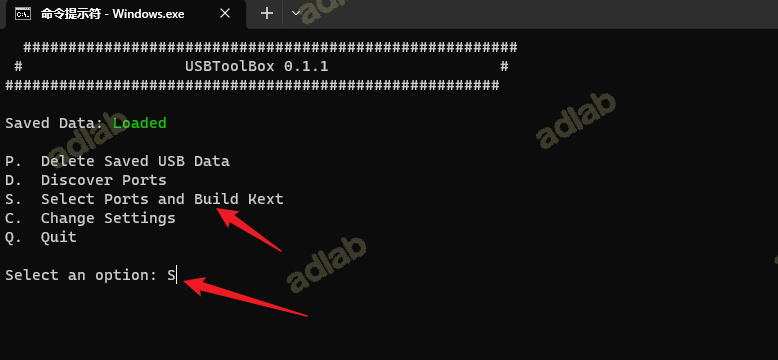 命令提示符 - Windows.exe
##########################################################
# USBToolBox 0.1.1 #
##########################################################
Saved Data: Loaded
P. Delete Saved USB Data
D. Discover Ports
S. Select Ports and Build Kext
C. Change Settings
Q. Quit
Select an option: S
adlab
adlab
adlab